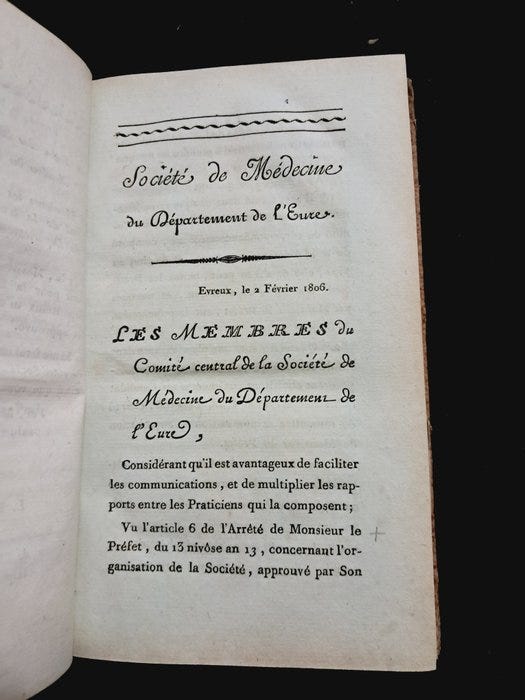 Société de Médecine
du Département de l'Eure.
Evreux, le 2 Février 1806.
LES MEMBRES du
Comité central de la Société de
Médecine du Département de
l'Eure,
Considérant qu'il est avantageux de faciliter
les communications, et de multiplier les rap-
ports entre les Praticiens qui la composent ;
Vu l'article 6 de l'Arrêté de Monsieur le
Préfet, du 13 nivôse an 13, concernant l'or-
ganisation de la Société, approuvé par Son